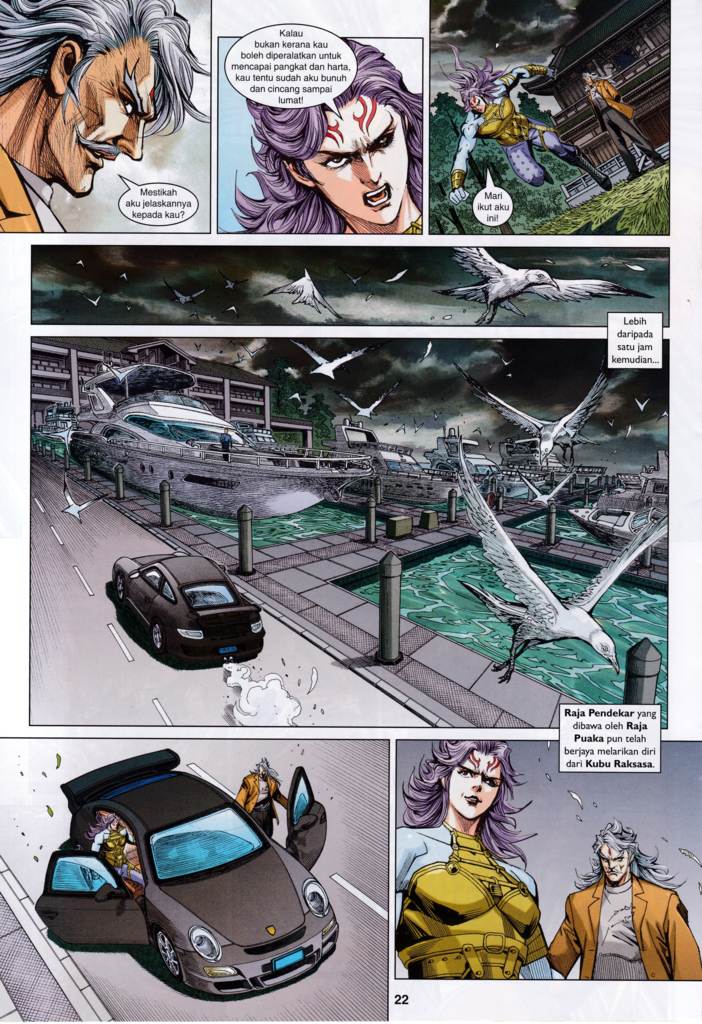 Mestikah
aku jelaskannya
kepada kau?
Kalau
bukan kerana kau
boleh diperalatkan untuk
mencapai pangkat dan harta,
kau tentu sudah aku bunuh
dan cincang sampai
lumat!
Mari
ikut aku
ini!
Lebih
daripada
satu jam
kemudian...
Raja Pendekar yang
dibawa oleh Raja
Puaka pun telah
berjaya melarikan diri
dari Kubu Raksasa.
22